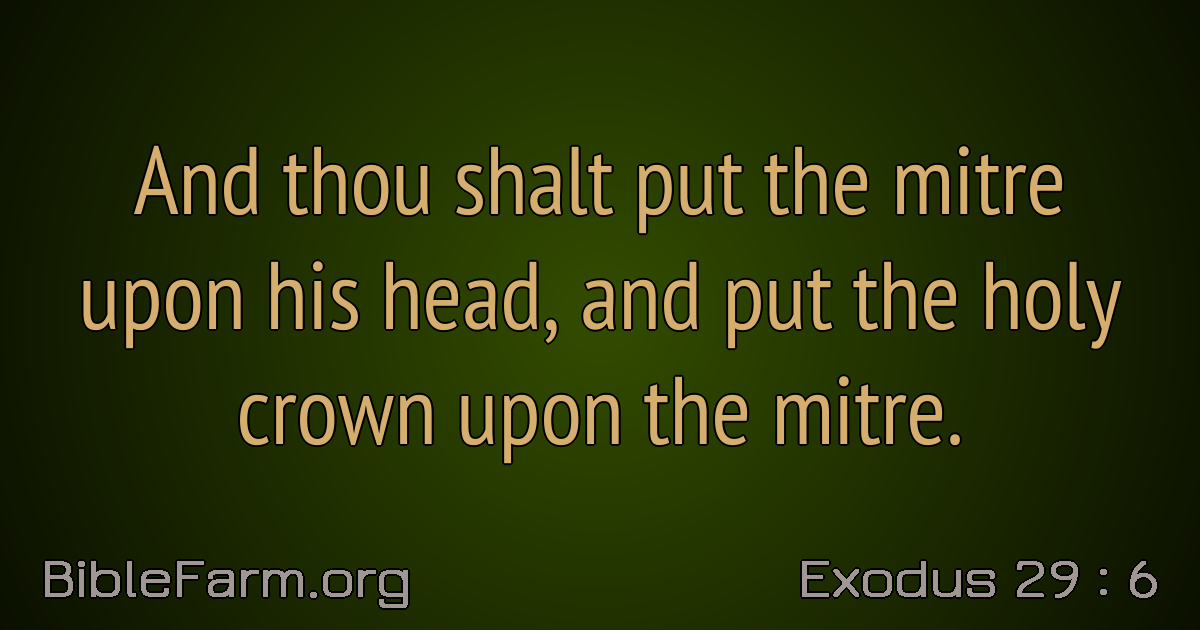 And thou shalt put the mitre
upon his head, and put the holy
crown upon the mitre.
BibleFarm.org
Exodus 29 : 6